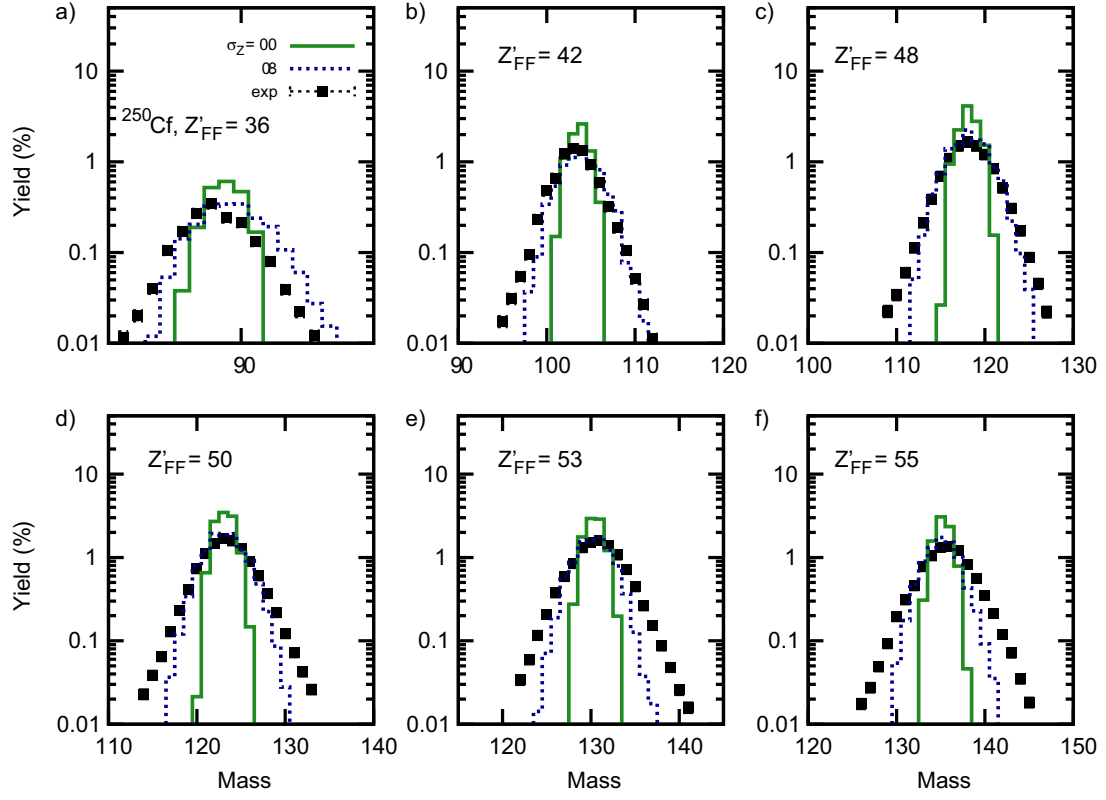 a)
b)
c)
σZ= 00
08
exp
250Cf, Z'FF = 36
Z'FF = 42
Z'FF = 48
Yield (%)
10
1
0.1
0.01
90
10
1
0.1
0.01
90
100
110
120
10
1
0.1
0.01
100
110
120
130
d)
e)
f)
Z'FF = 50
Z'FF = 53
Z'FF = 55
Yield (%)
10
1
0.1
0.01
110
120
130
140
10
1
0.1
0.01
120
130
140
10
1
0.1
0.01
120
130
140
150
Mass
Mass
Mass